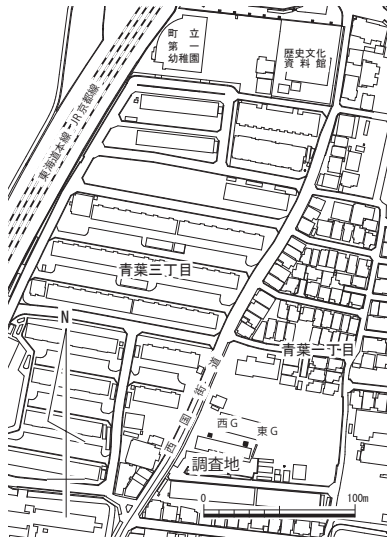 町立
第一
幼稚園
歴史文化
資料館
東海道本線 JR京都線
青葉三丁目
N
青葉一丁目
西国街道
西G
東G
調査地
0
100m